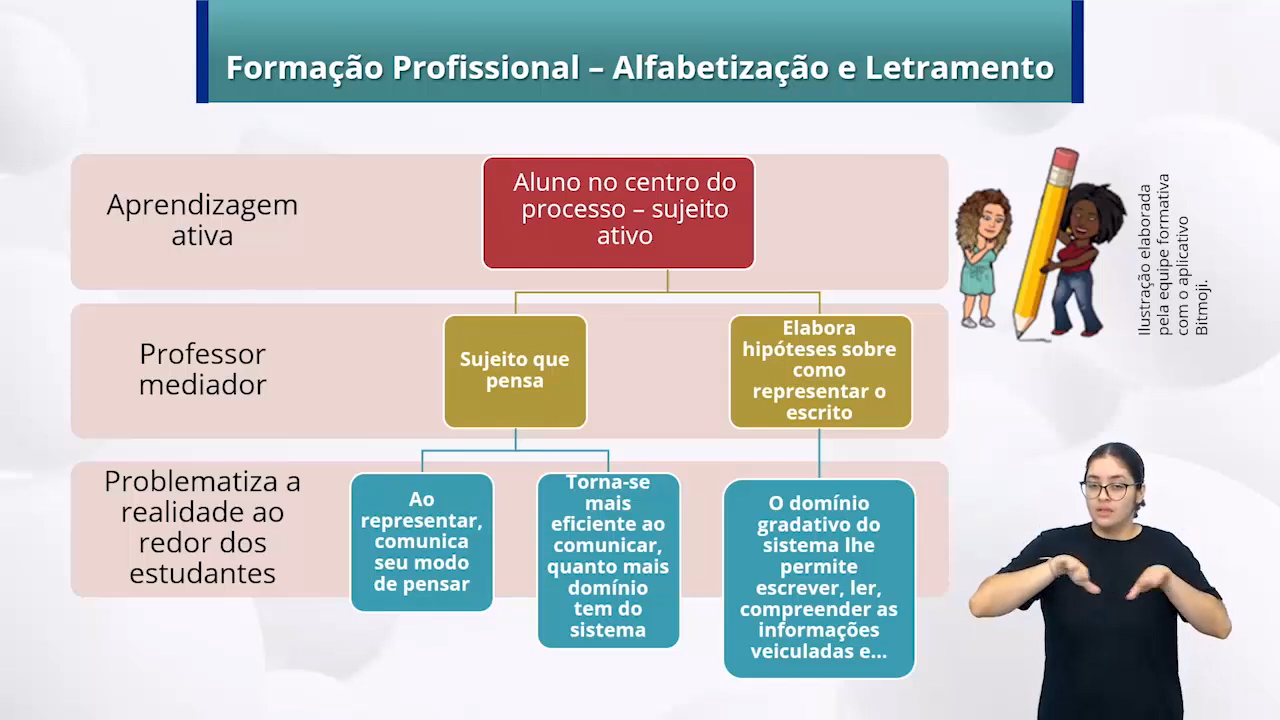 Formação Profissional – Alfabetização e Letramento
Aprendizagem
ativa
Aluno no centro do
processo – sujeito
ativo
Ilustração elaborada
pela equipe formativa
com o aplicativo
Bitmoji.
Professor
mediador
Sujeito que
pensa
Elabora
hipóteses sobre
como
representar o
escrito
Problematiza a
realidade ao
redor dos
estudantes
Ao
representar,
comunica
seu modo
de pensar
Torna-se
mais
eficiente ao
comunicar,
quanto mais
domínio
tem do
sistema
O domínio
gradativo do
sistema lhe
permite
escrever, ler,
compreender as
informações
veiculadas e...